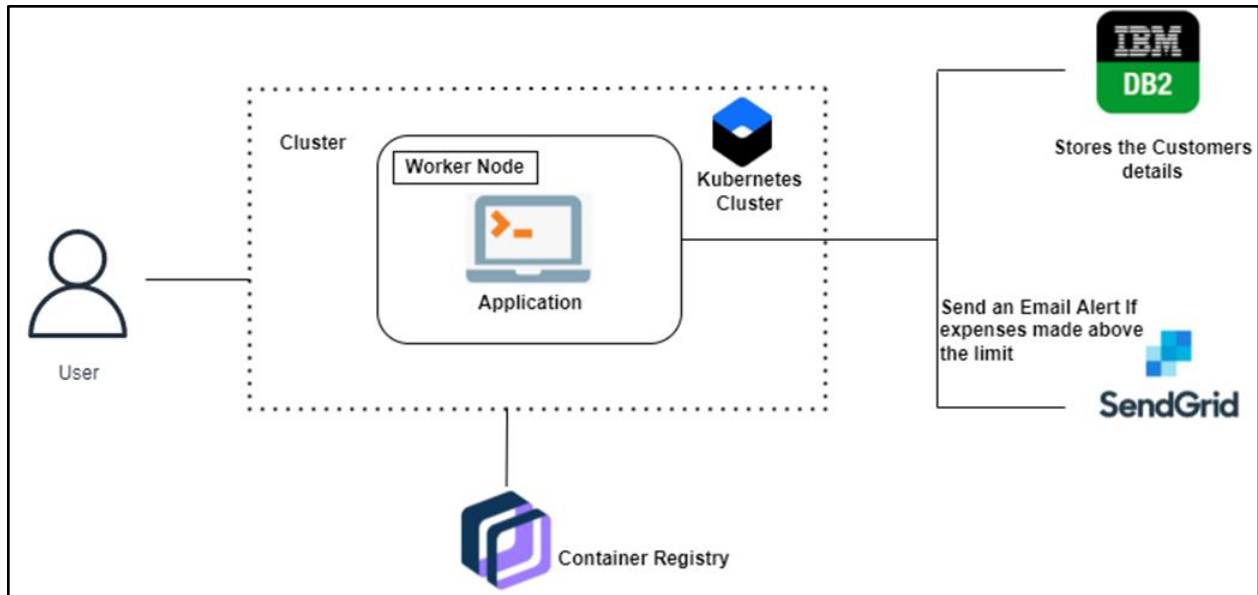 IBM
DB2
Stores the Customers
details
Cluster
Worker Node
Kubernetes
Cluster
Application
User
Send an Email Alert If
expenses made above
the limit
SendGrid
Container Registry